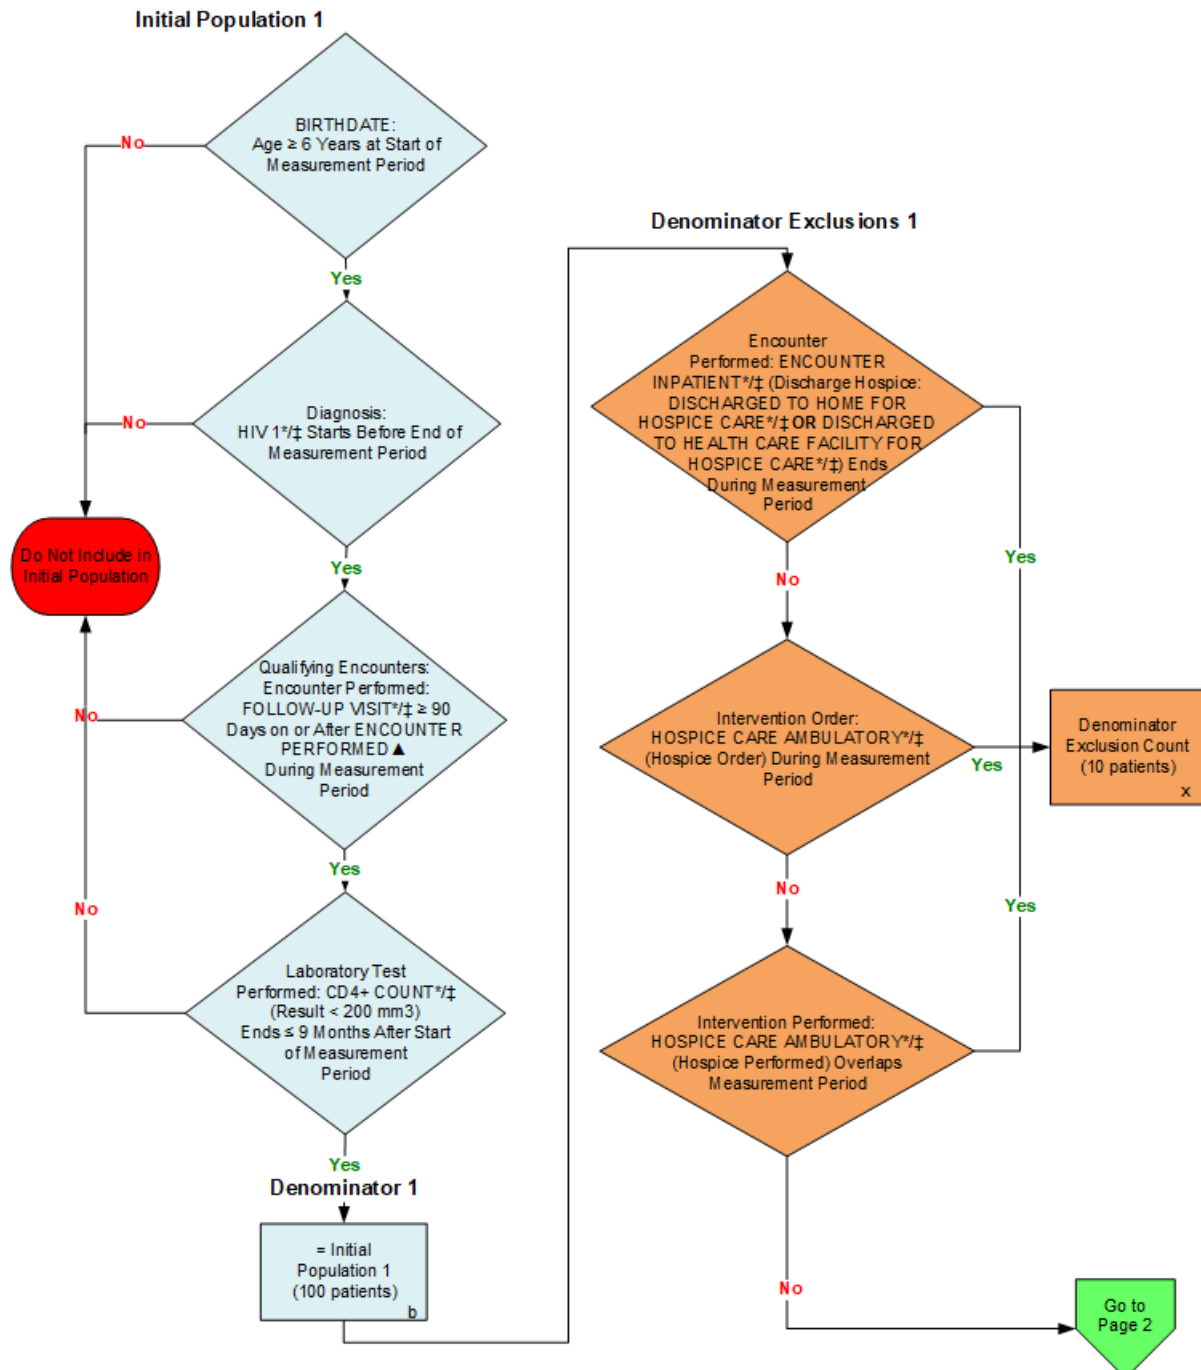 Initial Population 1
BIRTHDATE:
Age ≥ 6 Years at Start of
Measurement Period
No
Yes
Diagnosis:
HIV 1*/‡ Starts Before End of
Measurement Period
No
Yes
Do Not Include in
Initial Population
Qualifying Encounters:
Encounter Performed:
FOLLOW-UP VISIT*/‡ ≥ 90
Days on or After ENCOUNTER
PERFORMED▲
During Measurement
Period
No
Yes
Laboratory Test
Performed: CD4+ COUNT*/‡
(Result < 200 mm3)
Ends ≤ 9 Months After Start
of Measurement
Period
No
Yes
Denominator 1
= Initial
Population 1
(100 patients)
b
Denominator Exclusions 1
Encounter
Performed: ENCOUNTER
INPATIENT*/‡ (Discharge Hospice:
DISCHARGED TO HOME FOR
HOSPICE CARE*/‡ OR DISCHARGED
TO HEALTH CARE FACILITY FOR
HOSPICE CARE*/‡) Ends
During Measurement
Period
Yes
No
Intervention Order:
HOSPICE CARE AMBULATORY*/‡
(Hospice Order) During Measurement
Period
Yes
Denominator
Exclusion Count
(10 patients)
x
No
Yes
Intervention Performed:
HOSPICE CARE AMBULATORY*/‡
(Hospice Performed) Overlaps
Measurement Period
No
Go to
Page 2